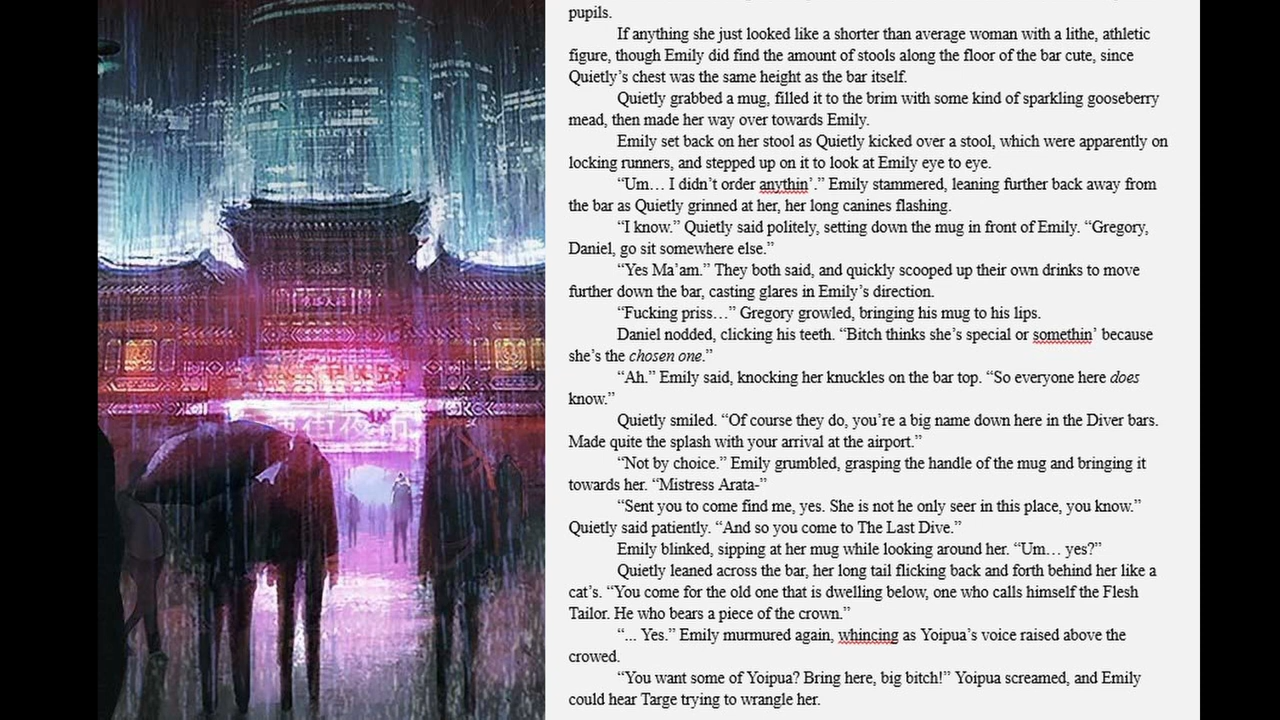 pupils.
If anything she just looked like a shorter than average woman with a lithe, athletic
figure, though Emily did find the amount of stools along the floor of the bar cute, since
Quietly’s chest was the same height as the bar itself.
Quietly grabbed a mug, filled it to the brim with some kind of sparkling gooseberry
mead, then made her way over towards Emily.
Emily set back on her stool as Quietly kicked over a stool, which were apparently on
locking runners, and stepped up on it to look at Emily eye to eye.
“Um… I didn’t order anythin’.” Emily stammered, leaning further back away from
the bar as Quietly grinned at her, her long canines flashing.
“I know.” Quietly said politely, setting down the mug in front of Emily. “Gregory,
Daniel, go sit somewhere else.”
“Yes Ma’am.” They both said, and quickly scooped up their own drinks to move
further down the bar, casting glares in Emily’s direction.
“Fucking priss…” Gregory growled, bringing his mug to his lips.
Daniel nodded, clicking his teeth. “Bitch thinks she’s special or somethin’ because
she’s the chosen one.”
“Ah.” Emily said, knocking her knuckles on the bar top. “So everyone here does
know.”
Quietly smiled. “Of course they do, you’re a big name down here in the Diver bars.
Made quite the splash with your arrival at the airport.”
“Not by choice.” Emily grumbled, grasping the handle of the mug and bringing it
towards her. “Mistress Arata-”
“Sent you to come find me, yes. She is not he only seer in this place, you know.”
Quietly said patiently. “And so you come to The Last Dive.”
Emily blinked, sipping at her mug while looking around her. “Um… yes?”
Quietly leaned across the bar, her long tail flicking back and forth behind her like a
cat’s. “You come for the old one that is dwelling below, one who calls himself the Flesh
Tailor. He who bears a piece of the crown.”
“... Yes.” Emily murmured again, whincing as Yoipua’s voice raised above the
crowed.
“You want some of Yoipua? Bring here, big bitch!” Yoipua screamed, and Emily
could hear Targe trying to wrangle her.